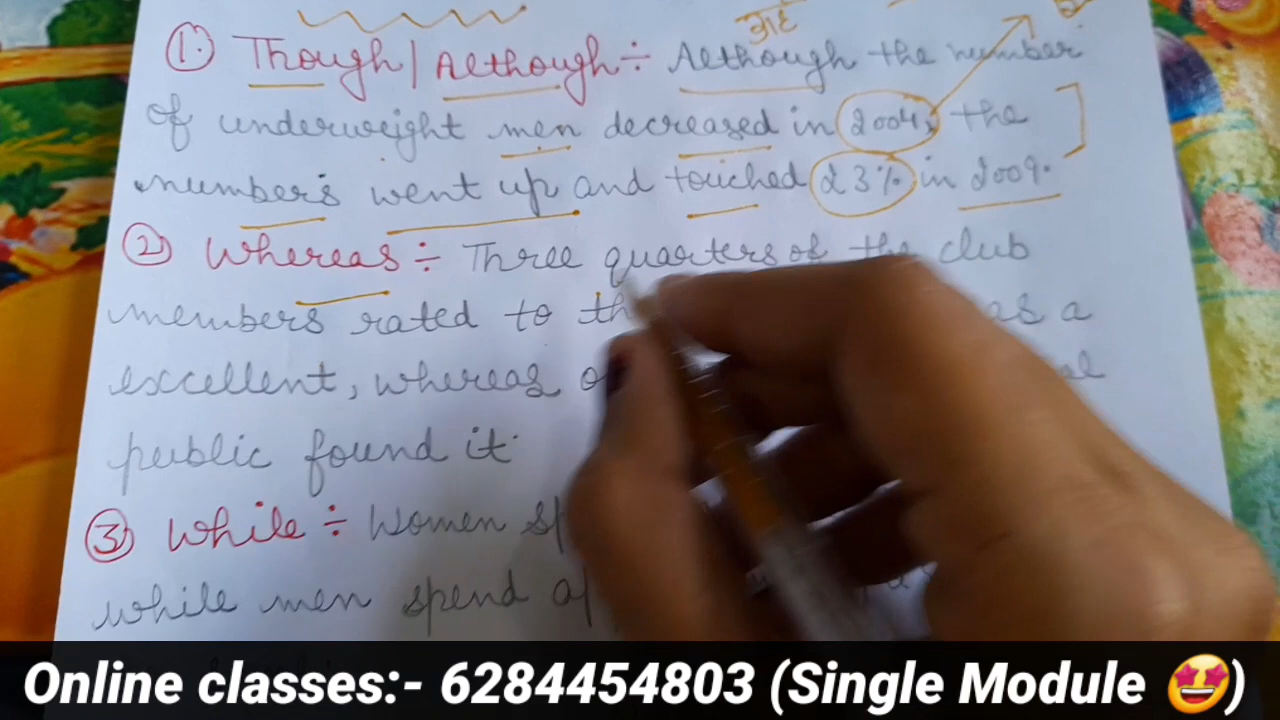 ① Though/Although ÷ Although the number
of underweight men decreased in 2004, the
numbers went up and touched 23% in 2009.
② Whereas ÷ Three quarters of the club
members rated to as a
excellent, whereas
public found it
③ While ÷ Women
while men spend
Online classes:- 6284454803 (Single Module 🤩)